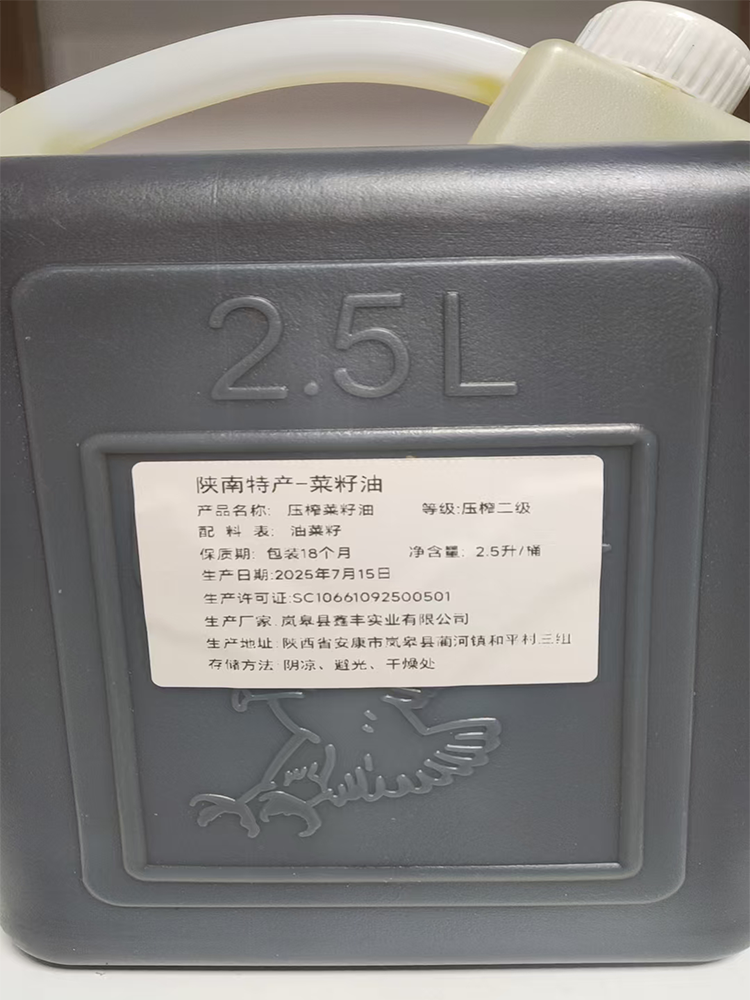 2.5L
陕南特产-菜籽油
产品名称: 压榨菜籽油 等级:压榨二级
配 料 表: 油菜籽
保质期: 包装18个月 净含量: 2.5升/桶
生产日期:2025年7月15日
生产许可证:SC10661092500501
生产厂家:岚皋县鑫丰实业有限公司
生产地址:陕西省安康市岚皋县蔺河镇和平村三组
存储方法:阴凉、避光、干燥处